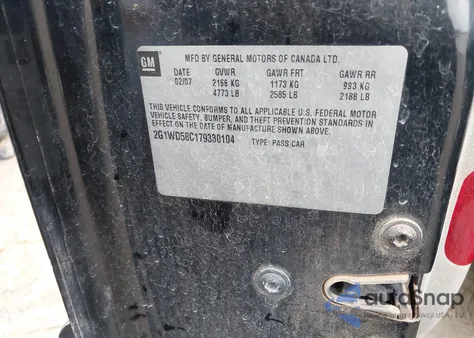 GM
MFD BY GENERAL MOTORS OF CANADA LTD.
DATE GVWR GAWR FRT GAWR RR
02/07 2166 KG 1173 KG 993 KG
4773 LB 2585 LB 2188 LB
THIS VEHICLE CONFORMS TO ALL APPLICABLE U.S. FEDERAL MOTOR
VEHICLE SAFETY, BUMPER, AND THEFT PREVENTION STANDARDS IN
EFFECT ON THE DATE OF MANUFACTURE SHOWN ABOVE.
2G1WD58C179330104 TYPE: PASS CAR
autoSnap
USA